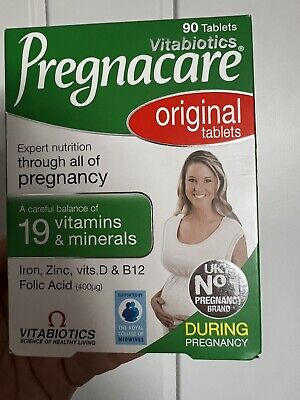 90 Tablets
Vitabiotics
Pregnacare®
original
tablets
Expert nutrition
through all of
pregnancy
A careful balance of
19 vitamins
& minerals
Iron, Zinc, vits.D & B12
Folic Acid (400µg)
UK's
No1
PREGNANCY
BRAND
SUPPORTED BY
THE ROYAL
COLLEGE OF
MIDWIVES
VITABIOTICS
SCIENCE OF HEALTHY LIVING
DURING
PREGNANCY